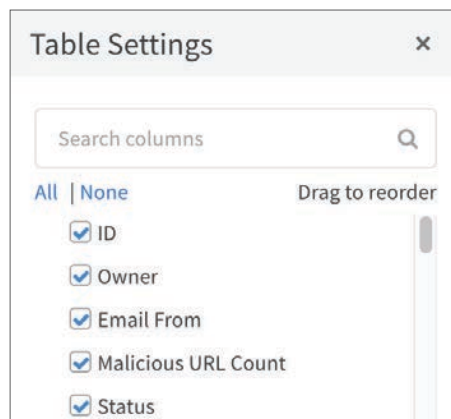 Table Settings ×
Search columns
All | None Drag to reorder
ID
Owner
Email From
Malicious URL Count
Status